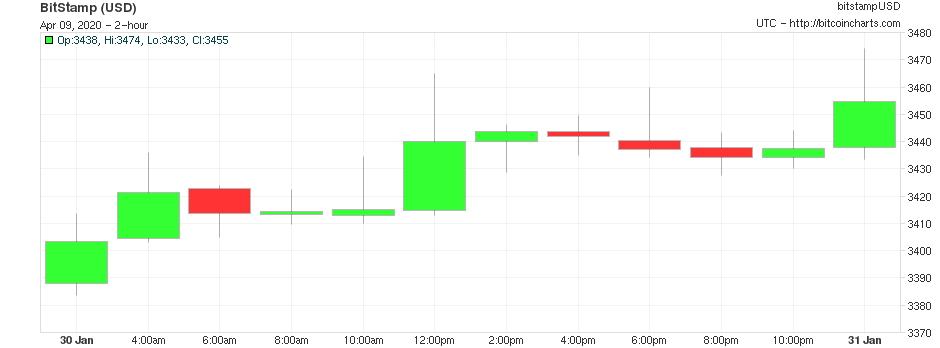 BitStamp (USD)
bitstampUSD
Apr 09, 2020 - 2-hour
UTC - http://bitcoincharts.com
Op:3438, Hi:3474, Lo:3433, Cl:3455
3480
3470
3460
3450
3440
3430
3420
3410
3400
3390
3380
3370
30 Jan 4:00am 6:00am 8:00am 10:00am 12:00pm 2:00pm 4:00pm 6:00pm 8:00pm 10:00pm 31 Jan